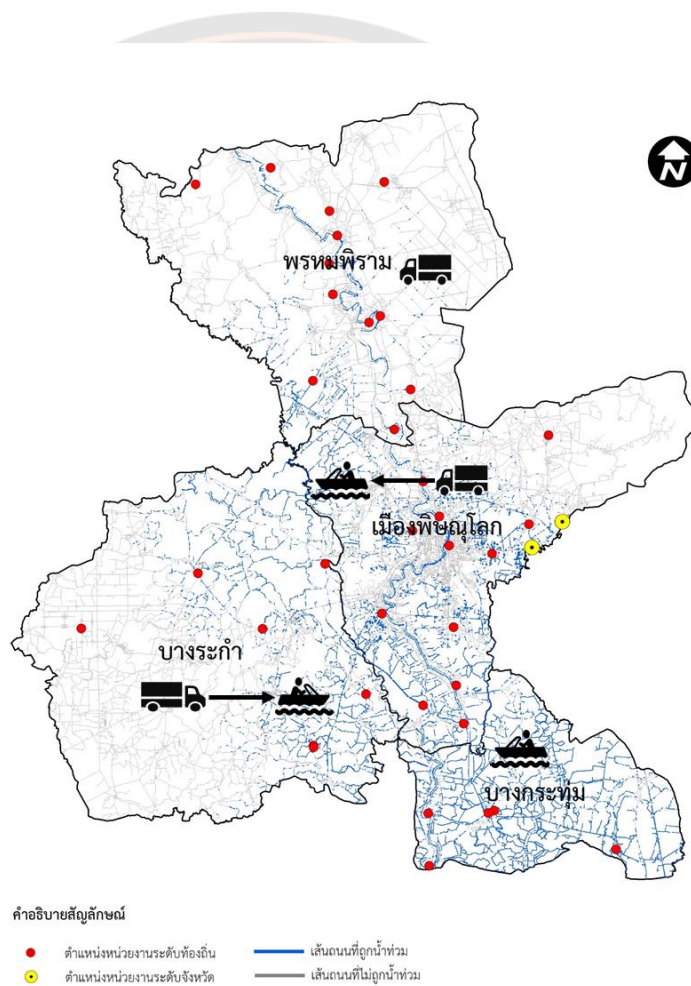 N
พรหมพิราม
เมืองพิษณุโลก
บางระกำ
บางกระทุ่ม
คำอธิบายสัญลักษณ์
ตำแหน่งหน่วยงานระดับท้องถิ่น
เส้นถนนที่ถูกน้ำท่วม
ตำแหน่งหน่วยงานระดับจังหวัด
เส้นถนนที่ไม่ถูกน้ำท่วม